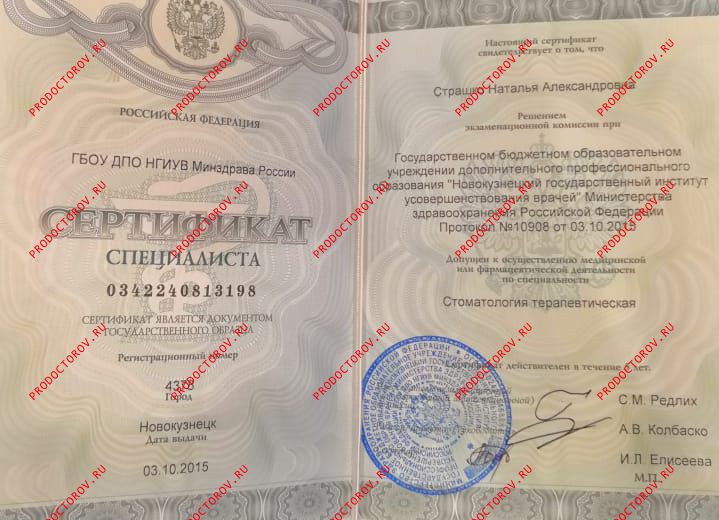 РОССИЙСКАЯ ФЕДЕРАЦИЯ
ГБОУ ДПО НГИУВ Минздрава России
СЕРТИФИКАТ
СПЕЦИАЛИСТА
0342240813198
СЕРТИФИКАТ ЯВЛЯЕТСЯ ДОКУМЕНТОМ
ГОСУДАРСТВЕННОГО ОБРАЗЦА
Регистрационный номер
4378
Город
Новокузнецк
Дата выдачи
03.10.2015
Настоящий сертификат
свидетельствует о том, что
Страшко Наталья Александровна
Решением
экзаменационной комиссии при
Государственном бюджетном образовательном
учреждении дополнительного профессионального
образования "Новокузнецкий государственный институт
усовершенствования врачей" Министерства
здравоохранения Российской Федерации
Протокол №10908 от 03.10.2015
Допущен к осуществлению медицинской
или фармацевтической деятельности
по специальности
Стоматология терапевтическая
Сертификат действителен в течение 5 лет.
С.М. Редлих
А.В. Колбаско
И.Л. Елисеева
М.П.
PRODOCTOROV.RU